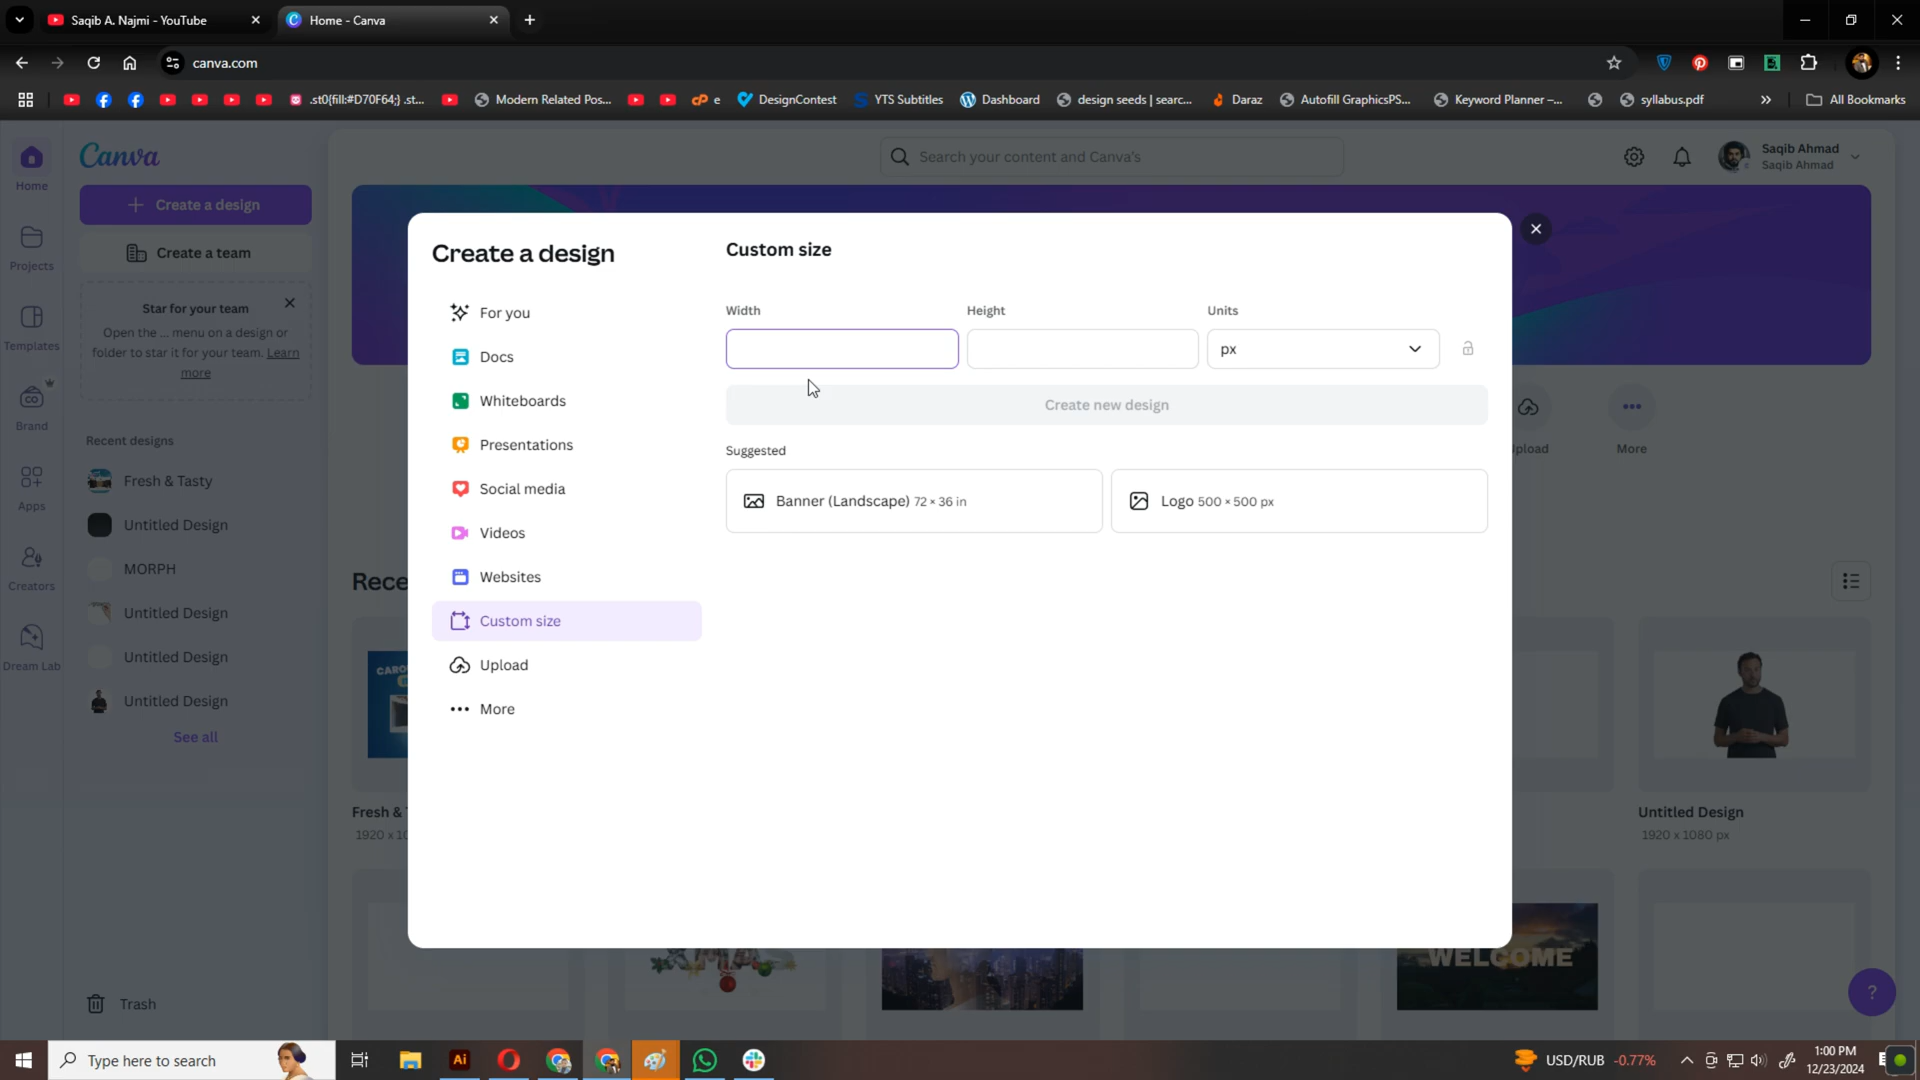 Saqib A. Najmi - YouTube
Home - Canva
canva.com
.st0{fill:#D70F64;} .st...
Modern Related Pos...
e
DesignContest
YTS Subtitles
Dashboard
design seeds | searc...
Daraz
Autofill GraphicsPS...
Keyword Planner –...
syllabus.pdf
All Bookmarks
Home
Projects
Templates
Brand
Apps
Creators
Dream Lab
Canva
Create a design
Create a team
Star for your team
Open the ... menu on a design or
folder to star it for your team. Learn
more
Recent designs
Fresh & Tasty
Untitled Design
MORPH
Untitled Design
Untitled Design
Untitled Design
See all
Trash
Search your content and Canva's
Saqib Ahmad
Saqib Ahmad
Create a design
For you
Docs
Whiteboards
Presentations
Social media
Videos
Websites
Custom size
Upload
More
Custom size
Width
Height
Units
px
Create new design
Suggested
Banner (Landscape) 72 × 36 in
Logo 500 × 500 px
pload
More
Rece
CARO
Fresh &
1920 x 10
Untitled Design
1920 x 1080 px
WELCOME
?
Type here to search
Ai
USD/RUB -0.77%
1:00 PM
12/23/2024